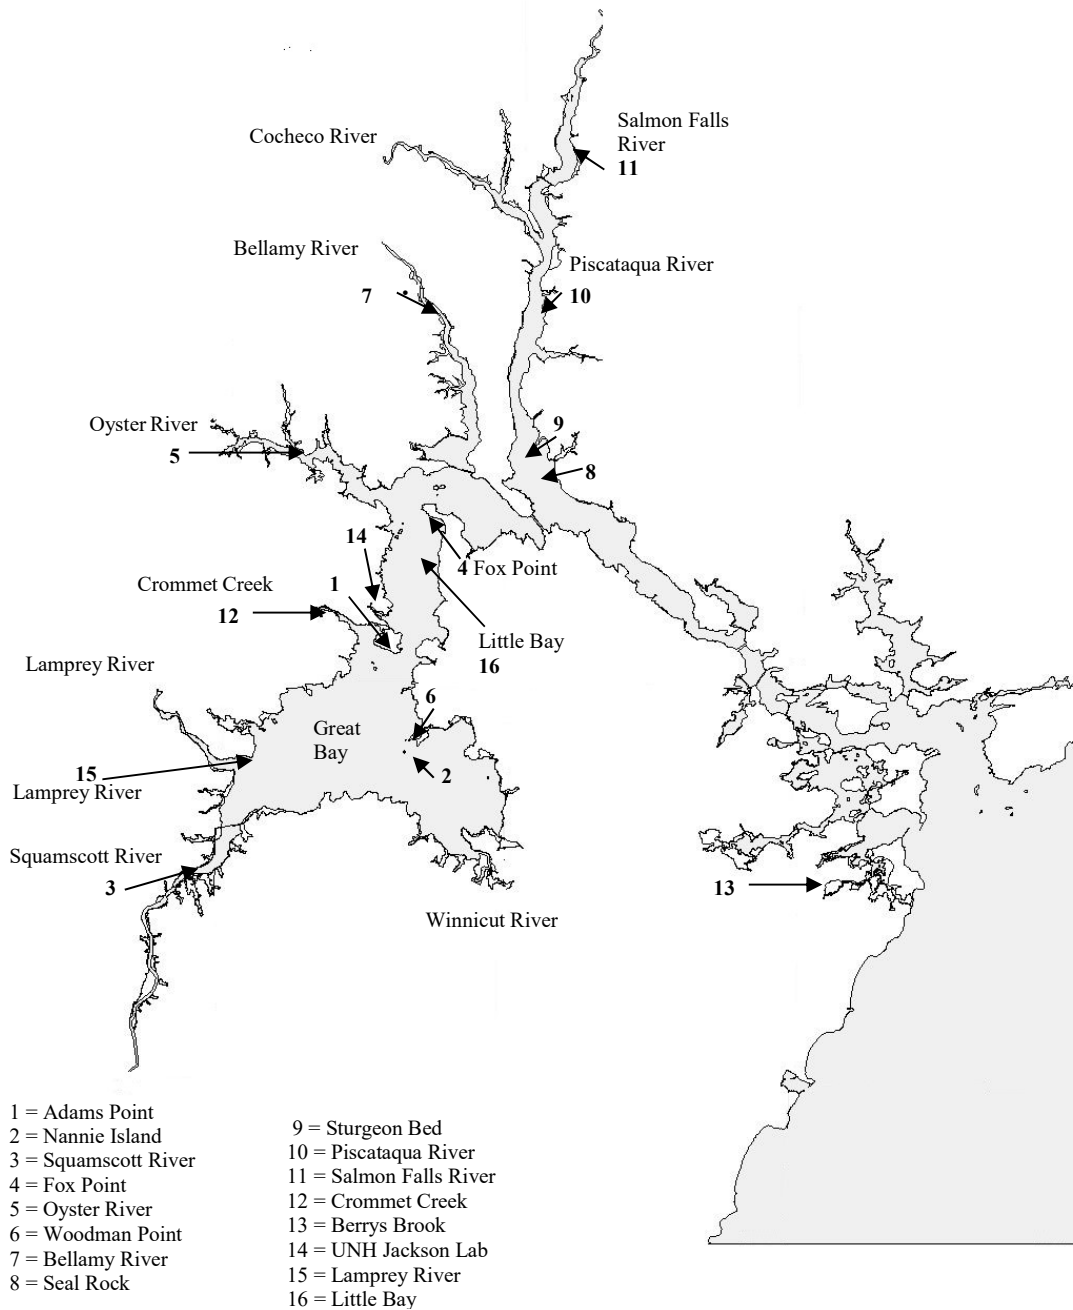 Salmon Falls
River
11
Cocheco River
Bellamy River
Piscataqua River
7
10
Oyster River
9
5
8
14
4 Fox Point
Crommet Creek
1
12
Little Bay
16
Lamprey River
6
Great
Bay
15
2
Lamprey River
Squamscott River
3
13
Winnicut River
1 = Adams Point
2 = Nannie Island
3 = Squamscott River
4 = Fox Point
5 = Oyster River
6 = Woodman Point
7 = Bellamy River
8 = Seal Rock
9 = Sturgeon Bed
10 = Piscataqua River
11 = Salmon Falls River
12 = Crommet Creek
13 = Berrys Brook
14 = UNH Jackson Lab
15 = Lamprey River
16 = Little Bay